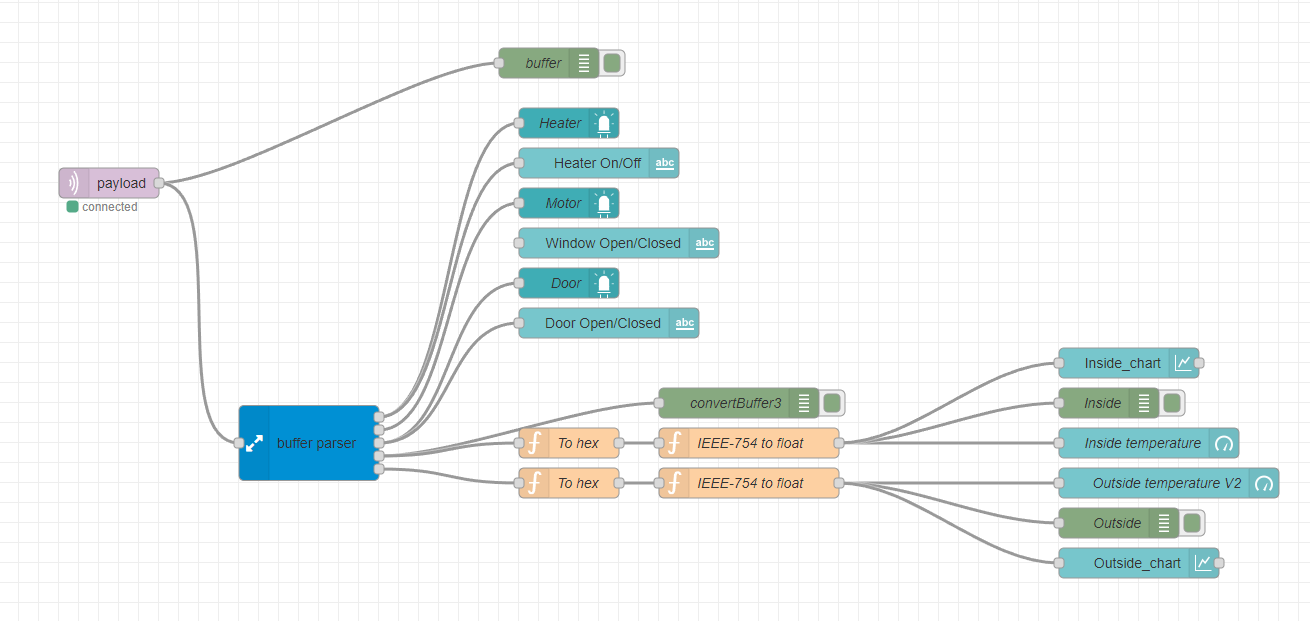 buffer
Heater
payload
Heater On/Off
abc
connected
Motor
Window Open/Closed
abc
Door
Door Open/Closed
abc
Inside_chart
convertBuffer3
Inside
buffer parser
To hex
IEEE-754 to float
Inside temperature
To hex
IEEE-754 to float
Outside temperature V2
Outside
Outside_chart